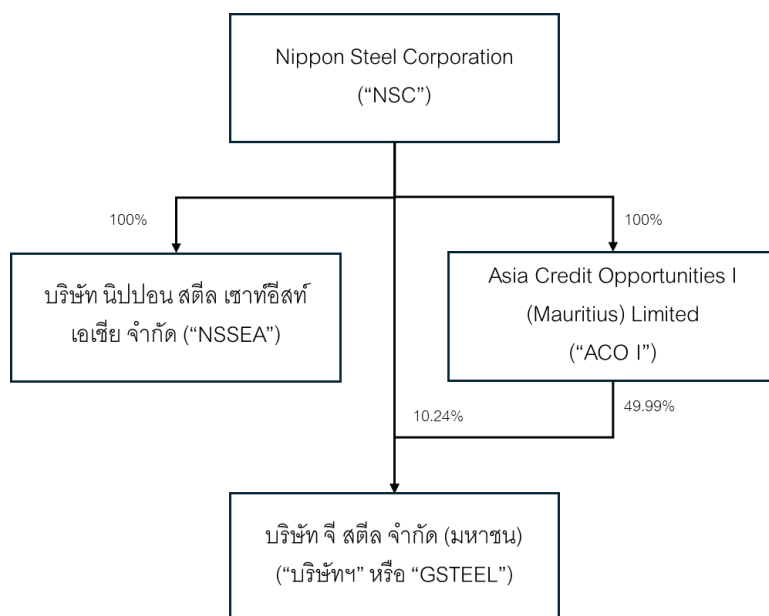 Nippon Steel Corporation
(“NSC”)
100%
100%
บริษัท นิปปอน สตีล เซาท์อีสท์
เอเชีย จำกัด (“NSSEA”)
Asia Credit Opportunities I
(Mauritius) Limited
(“ACO I”)
10.24%
49.99%
บริษัท จี สตีล จำกัด (มหาชน)
(“บริษัทฯ” หรือ “GSTEEL”)